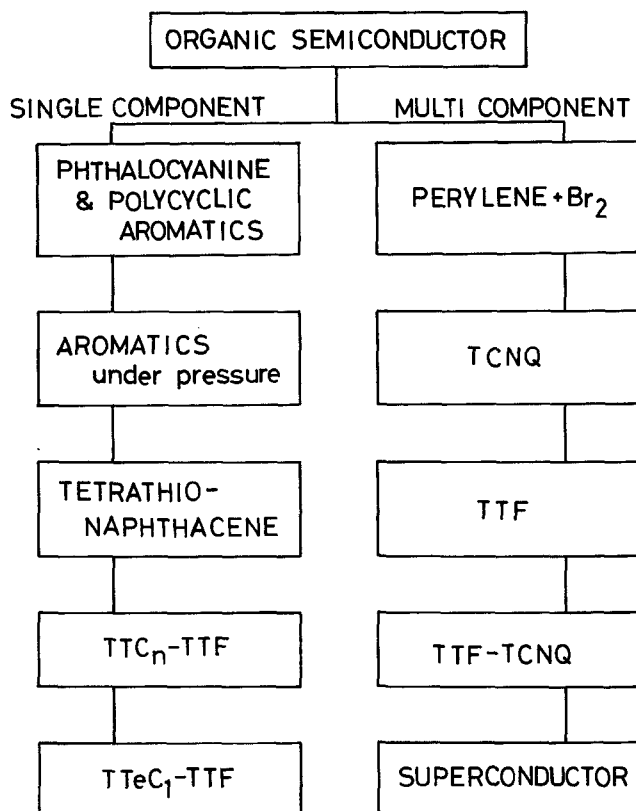 ORGANIC SEMICONDUCTOR
SINGLE COMPONENT
PHTHALOCYANINE
& POLYCYCLIC
AROMATICS
AROMATICS
under pressure
TETRATHIO-
NAPHTHACENE
TTCn-TTF
TTeC1-TTF
MULTI COMPONENT
PERYLENE+Br2
TCNQ
TTF
TTF-TCNQ
SUPERCONDUCTOR